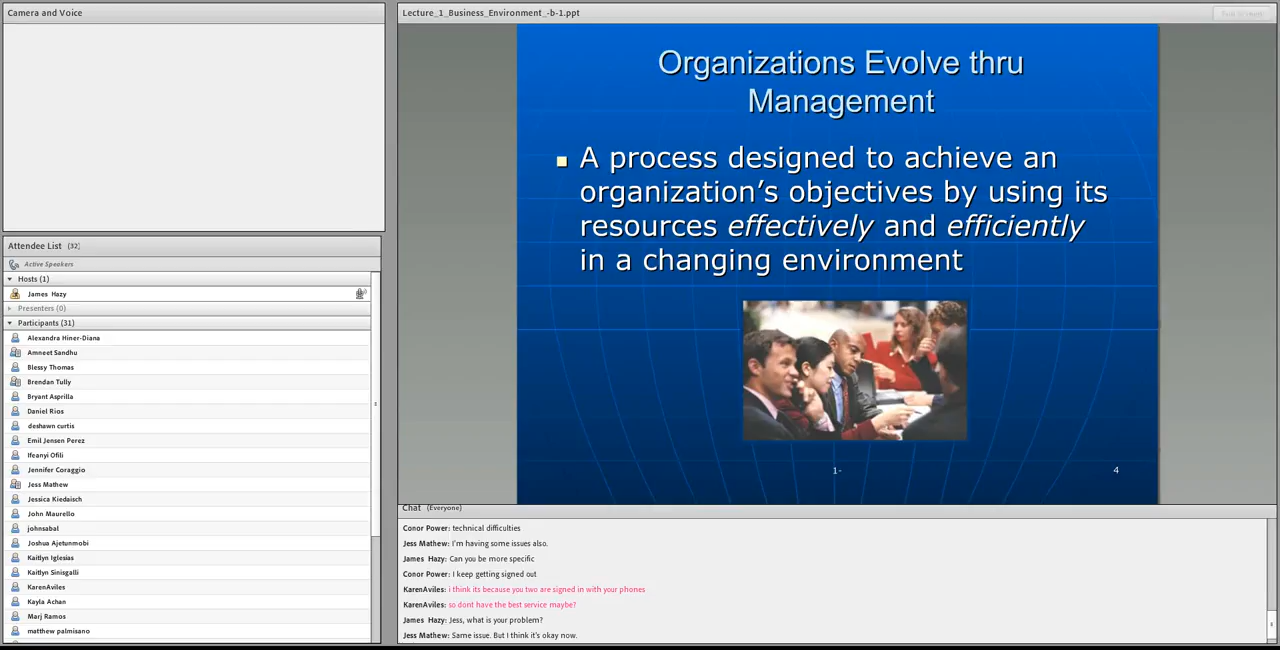 Camera and Voice
Attendee List (32)
Active Speakers
Hosts (1)
James Hazy
Presenters (0)
Participants (31)
Alexandra Hiner-Diana
Amneet Sandhu
Blessy Thomas
Brendan Tully
Bryant Asprilla
Daniel Rios
deshawn curtis
Emil Jensen Perez
Ifeanyi Ofili
Jennifer Coraggio
Jess Mathew
Jessica Kiedaisch
John Maurello
johnsabal
Joshua Ajetunmobi
Kaitlyn Iglesias
Kaitlyn Sinisgalli
KarenAviles
Kayla Achan
Marj Ramos
matthew palmisano
Lecture_1_Business_Environment_-b-1.ppt
Organizations Evolve thru
Management
A process designed to achieve an
organization's objectives by using its
resources effectively and efficiently
in a changing environment
1-
4
Chat (Everyone)
Conor Power: technical difficulties
Jess Mathew: I'm having some issues also.
James Hazy: Can you be more specific
Conor Power: I keep getting signed out
KarenAviles: i think its because you two are signed in with your phones
KarenAviles: so dont have the best service maybe?
James Hazy: Jess, what is your problem?
Jess Mathew: Same issue. But I think it's okay now.